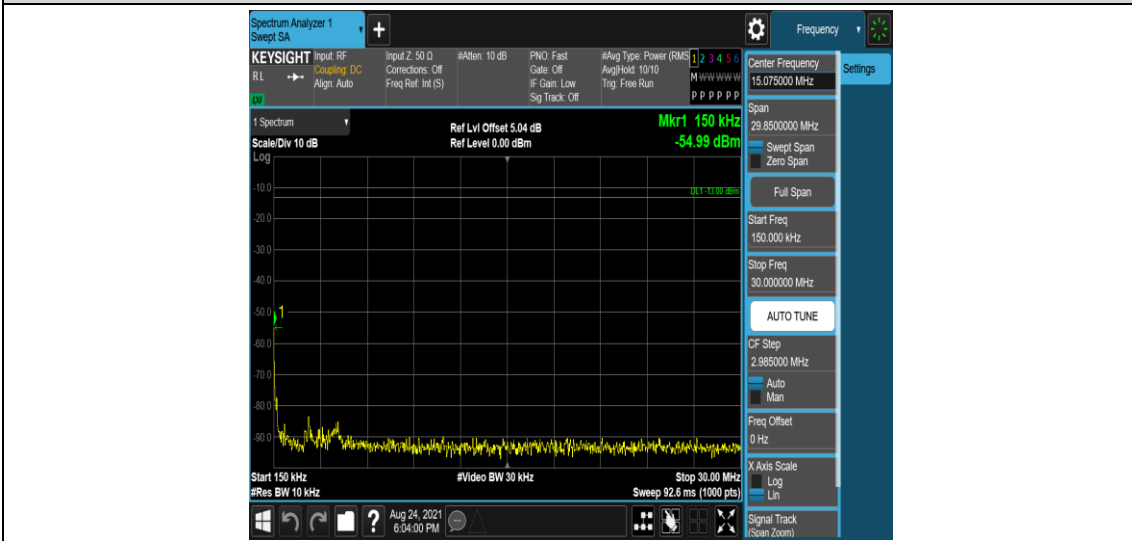 Spectrum Analyzer 1
Swept SA
+
Frequency
KEYSIGHT
RL
LXI
Input: RF
Coupling: DC
Align: Auto
Input Z: 50 Ω
Corrections: Off
Freq Ref: Int (S)
#Atten: 10 dB
PNO: Fast
Gate: Off
IF Gain: Low
Sig Track: Off
#Avg Type: Power (RMS
Avg|Hold: 10/10
Trig: Free Run
1 2 3 4 5 6
M W W W W W
P P P P P P
1 Spectrum
Scale/Div 10 dB
Log
Ref Lvl Offset 5.04 dB
Ref Level 0.00 dBm
Mkr1 150 kHz
-54.99 dBm
DL1 -13.00 dBm
-10.0
-20.0
-30.0
-40.0
-50.0
1
-60.0
-70.0
-80.0
-90.0
Start 150 kHz
#Res BW 10 kHz
#Video BW 30 kHz
Stop 30.00 MHz
Sweep 92.6 ms (1000 pts)
Center Frequency
15.075000 MHz
Settings
Span
29.8500000 MHz
Swept Span
Zero Span
Full Span
Start Freq
150.000 kHz
Stop Freq
30.000000 MHz
AUTO TUNE
CF Step
2.985000 MHz
Auto
Man
Freq Offset
0 Hz
X Axis Scale
Log
Lin
Signal Track
(Span Zoom)
?
Aug 24, 2021
6:04:00 PM